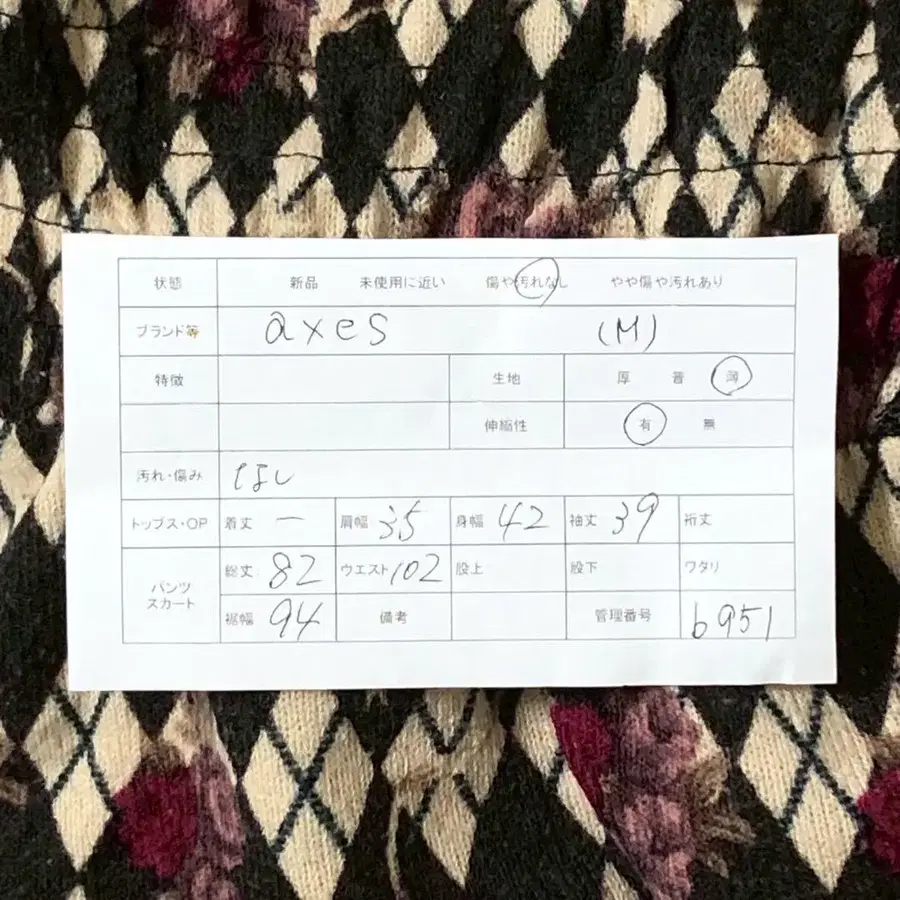 状態 新品 未使用に近い 傷や汚れなし やや傷や汚れあり
ブランド等 axes (M)
特徴 生地 厚 普 薄
伸縮性 有 無
汚れ・傷み なし
トップス・OP 着丈 ー 肩幅 35 身幅 42 袖丈 39 裄丈
パンツ スカート 総丈 82 ウエスト 102 股上 股下 ワタリ
裾幅 94 備考 管理番号 b951